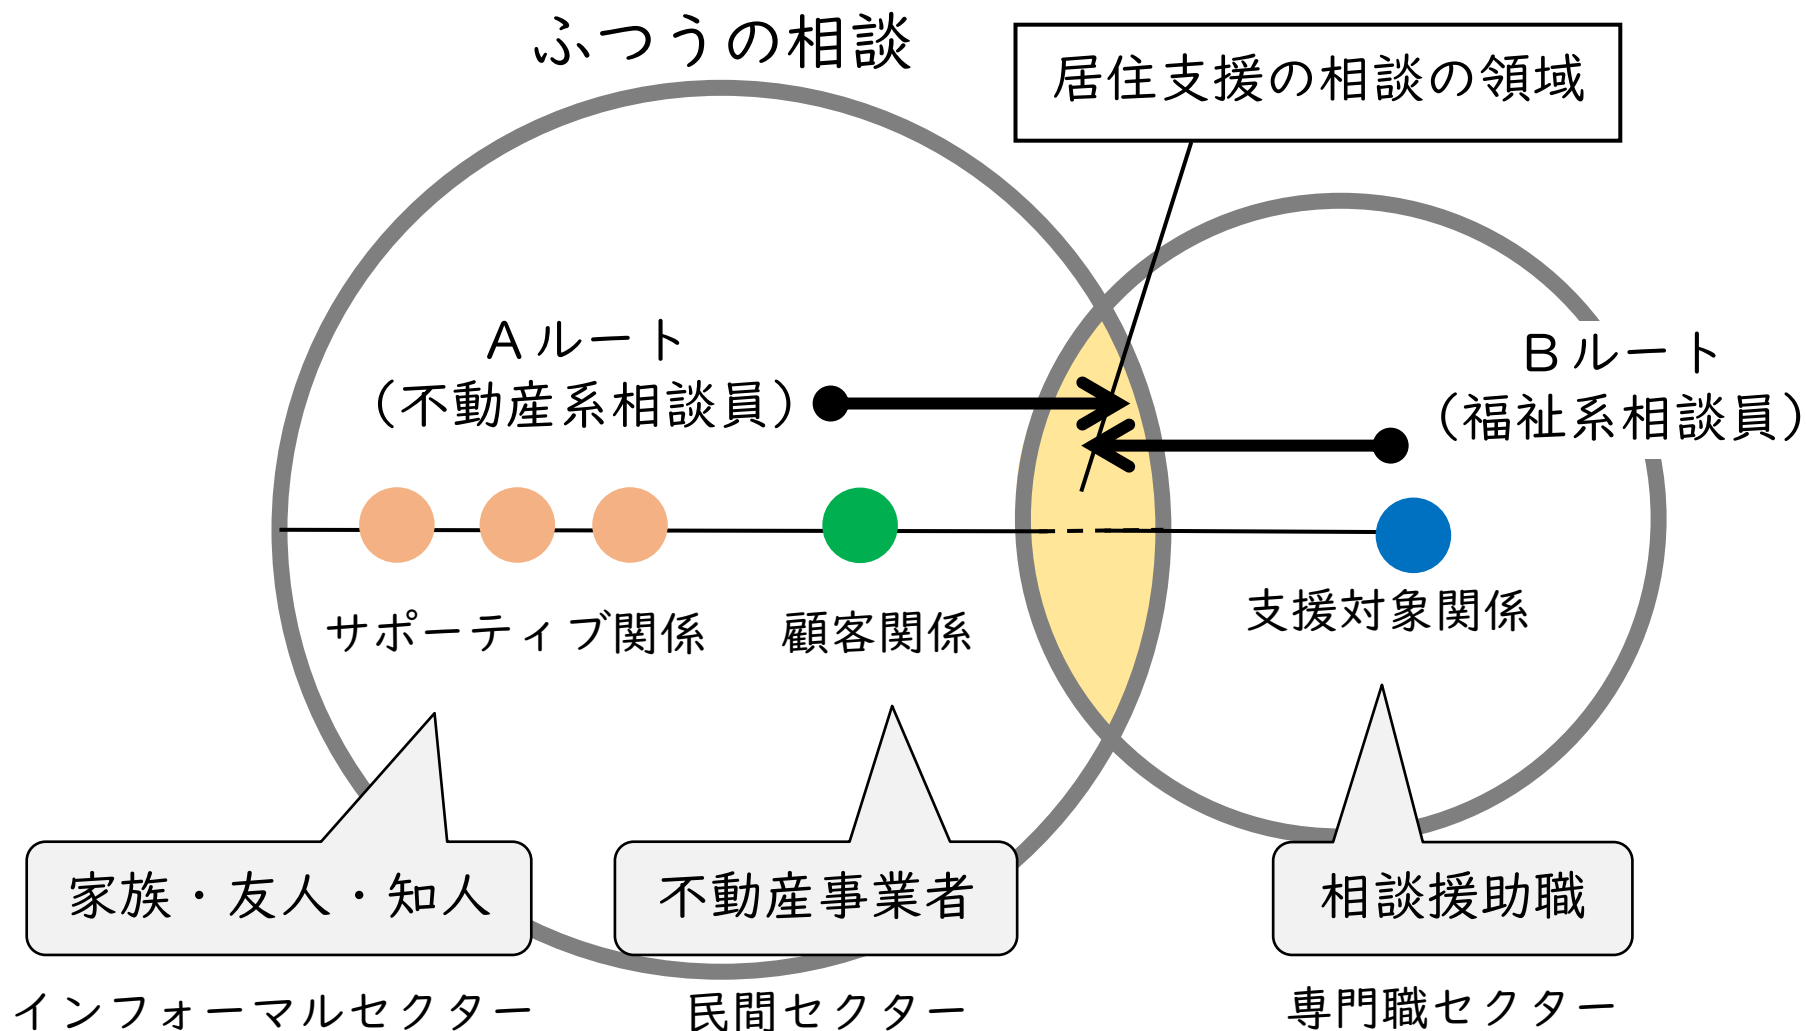 ふつうの相談
居住支援の相談の領域
Aルート
（不動産系相談員）
Bルート
（福祉系相談員）
サポーティブ関係
顧客関係
支援対象関係
家族・友人・知人
不動産事業者
相談援助職
インフォーマルセクター
民間セクター
専門職セクター